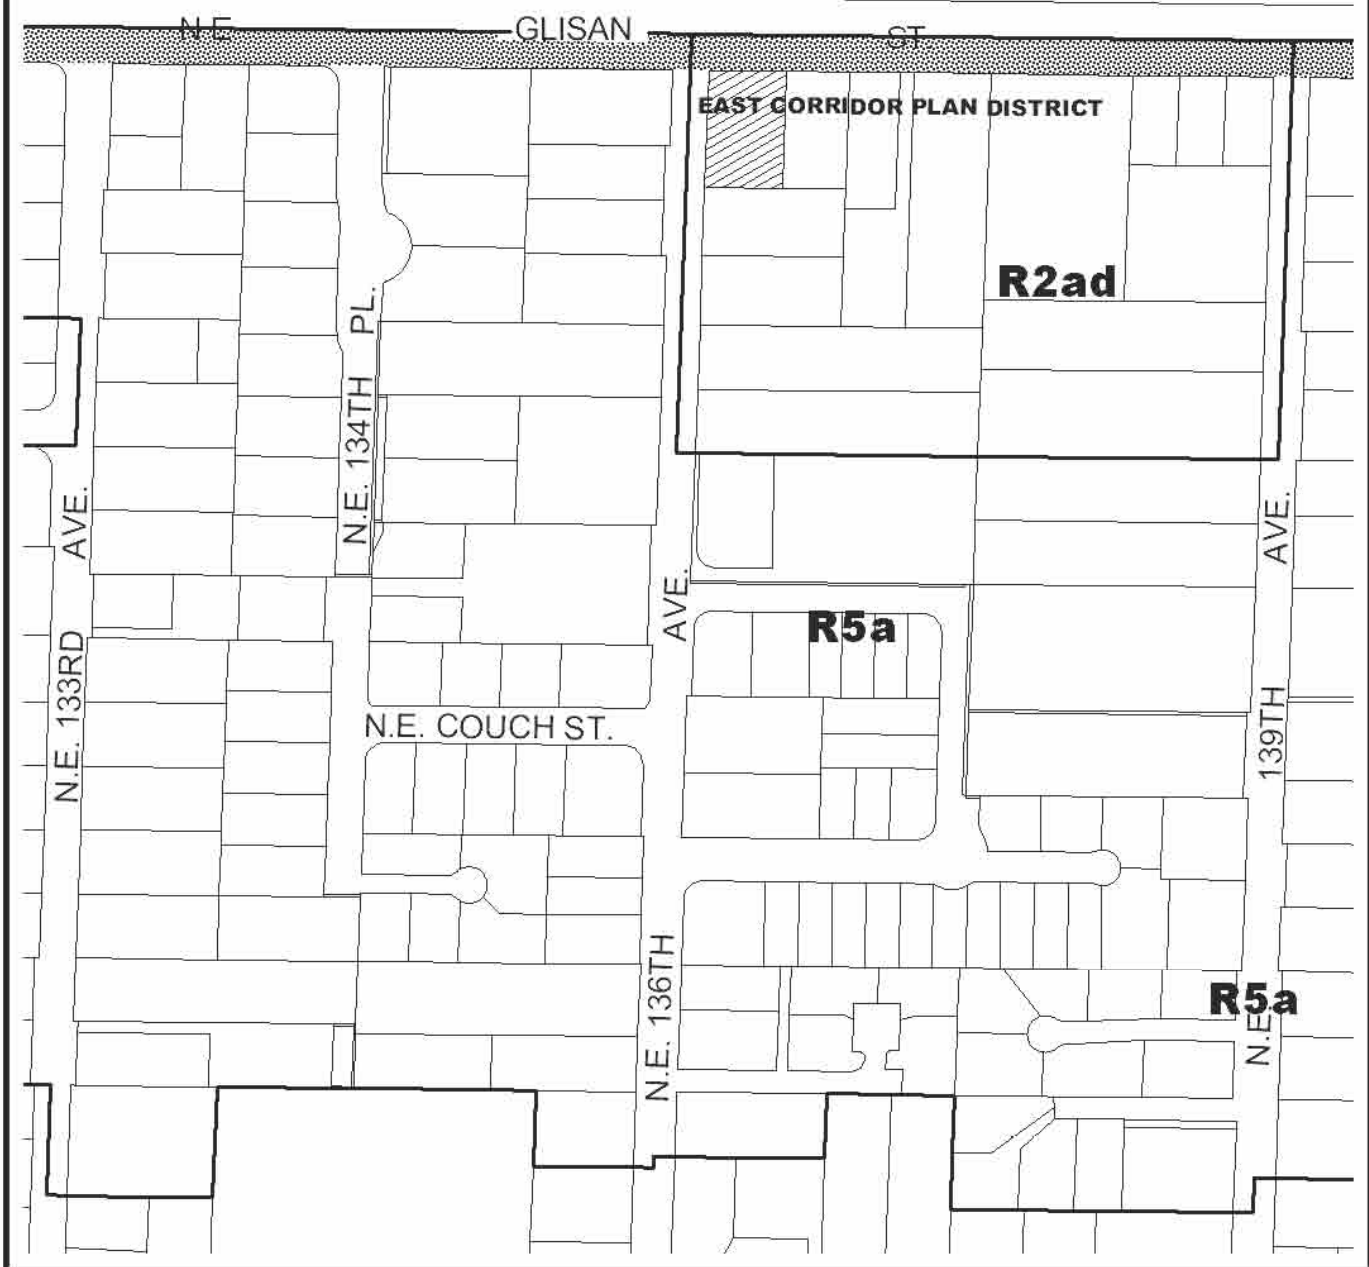 N E GLISAN ST
EAST CORRIDOR PLAN DISTRICT
R2ad
N.E. 134TH PL.
N.E. 133RD AVE.
N.E. 136TH AVE.
N.E. 139TH AVE.
R5a
N.E. COUCH ST.
R5a